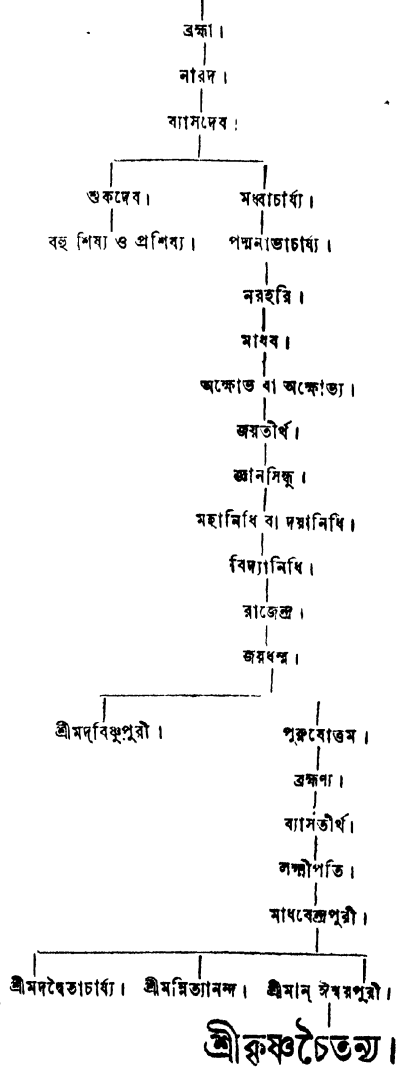 ব্রহ্মা।
নারদ।
ব্যাসদেব।
শুকদেব। মধ্বাচার্য্য।
বহু শিষ্য ও প্রশিষ্য। পদ্মনাভাচার্য্য।
নরহরি।
মাধব।
অক্ষোভ বা অক্ষোভ্য।
জয়তীর্থ।
জ্ঞানসিন্ধু।
মহানিধি বা দয়ানিধি।
বিদ্যানিধি।
রাজেন্দ্র।
জয়ধর্ম্ম।
শ্রীমদ্‌বিষ্ণুপুরী। পুরুষোত্তম।
ব্রহ্মণ্য।
ব্যাসতীর্থ।
লক্ষ্মীপতি।
মাধবেন্দ্রপুরী।
শ্রীমদদ্বৈতাচার্য্য। শ্রীমন্নিত্যানন্দ। শ্রীমান্ ঈশ্বরপুরী।
শ্রীকৃষ্ণচৈতন্য।